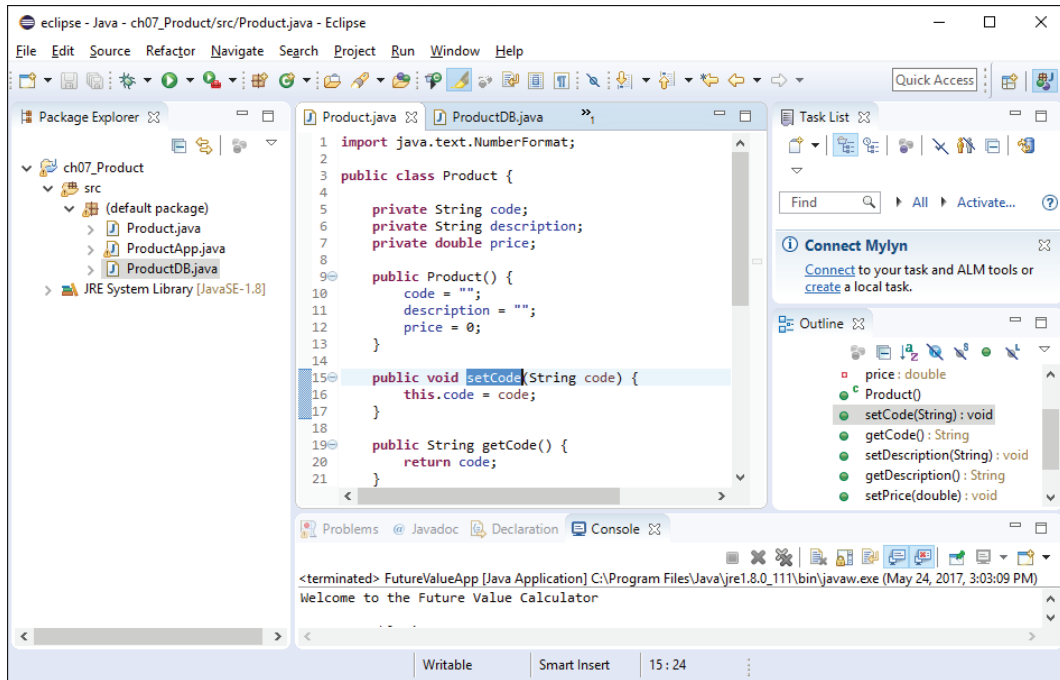 eclipse - Java - ch07_Product/src/Product.java - Eclipse
File Edit Source Refactor Navigate Search Project Run Window Help
Quick Access
Package Explorer
ch07_Product
src
(default package)
Product.java
ProductApp.java
ProductDB.java
JRE System Library [JavaSE-1.8]
Product.java ProductDB.java »1
1 import java.text.NumberFormat;
2
3 public class Product {
4
5 private String code;
6 private String description;
7 private double price;
8
9 public Product() {
10 code = "";
11 description = "";
12 price = 0;
13 }
14
15 public void setCode(String code) {
16 this.code = code;
17 }
18
19 public String getCode() {
20 return code;
21 }
Task List
Find All Activate...
Connect Mylyn
Connect to your task and ALM tools or
create a local task.
Outline
price : double
Product()
setCode(String) : void
getCode() : String
setDescription(String) : void
getDescription() : String
setPrice(double) : void
Problems @ Javadoc Declaration Console
<terminated> FutureValueApp [Java Application] C:\Program Files\Java\jre1.8.0_111\bin\javaw.exe (May 24, 2017, 3:03:09 PM)
Welcome to the Future Value Calculator
Writable Smart Insert 15 : 24